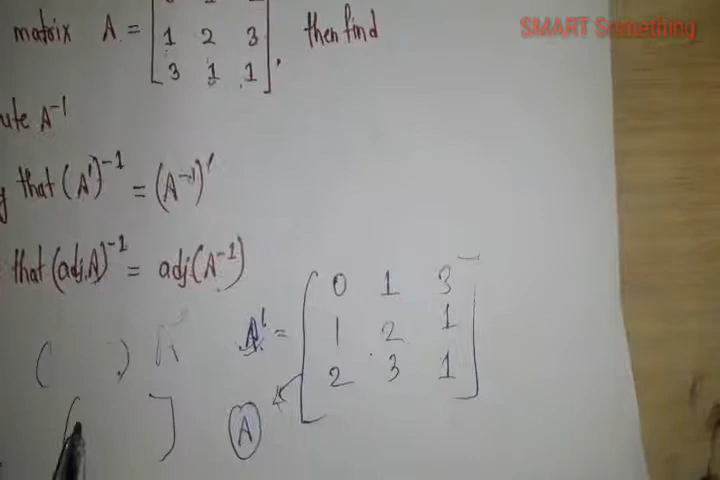 SMART Something
matrix A = 1 2 3 then find
3 1 1
A⁻¹
that (A')⁻¹ = (A⁻¹)'
that (adj.A)⁻¹ = adj.(A⁻¹)
0 1 3
A' = 1 2 1
2 3 1
( )
[ ] A